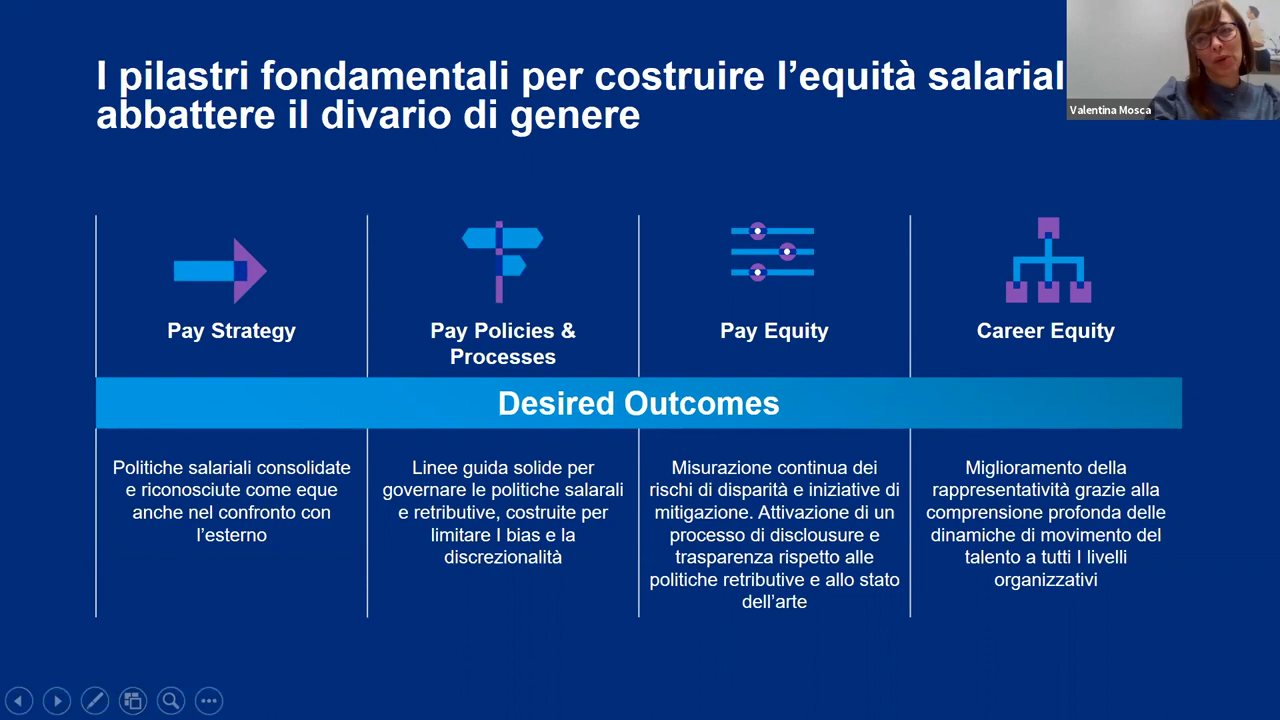 I pilastri fondamentali per costruire l’equità salarial
abbattere il divario di genere
Valentina Mosca
Pay Strategy
Pay Policies &
Processes
Pay Equity
Career Equity
Desired Outcomes
Politiche salariali consolidate
e riconosciute come eque
anche nel confronto con
l’esterno
Linee guida solide per
governare le politiche salarali
e retributive, costruite per
limitare I bias e la
discrezionalità
Misurazione continua dei
rischi di disparità e iniziative di
mitigazione. Attivazione di un
processo di disclousure e
trasparenza rispetto alle
politiche retributive e allo stato
dell’arte
Miglioramento della
rappresentatività grazie alla
comprensione profonda delle
dinamiche di movimento del
talento a tutti I livelli
organizzativi